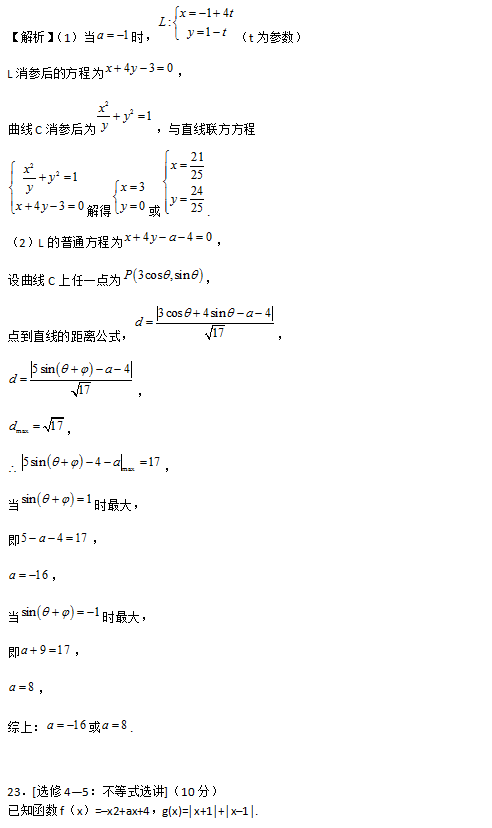 【解析】（1）当a=−1时，L:{x=−1+4t y=1−t（t为参数）
L消参后的方程为x+4y−3=0，
曲线C消参后为x²/y+y²=1，与直线联方方程
{x²/y+y²=1 x+4y−3=0解得{x=3 y=0或{x=21/25 y=24/25.
（2）L的普通方程为x+4y−a−4=0，
设曲线C上任一点为P(3cosθ,sinθ)，
点到直线的距离公式，d=|3cosθ+4sinθ−a−4|/√17，
d=|5sin(θ+φ)−a−4|/√17，
d_max=√17，
∴|5sin(θ+φ)−4−a|_max=17，
当sin(θ+φ)=1时最大，
即5−a−4=17，
a=−16，
当sin(θ+φ)=−1时最大，
即a+9=17，
a=8，
综上：a=−16或a=8.
23．[选修4—5：不等式选讲]（10分）
已知函数f（x）=–x2+ax+4，g(x)=|x+1|+|x–1|.